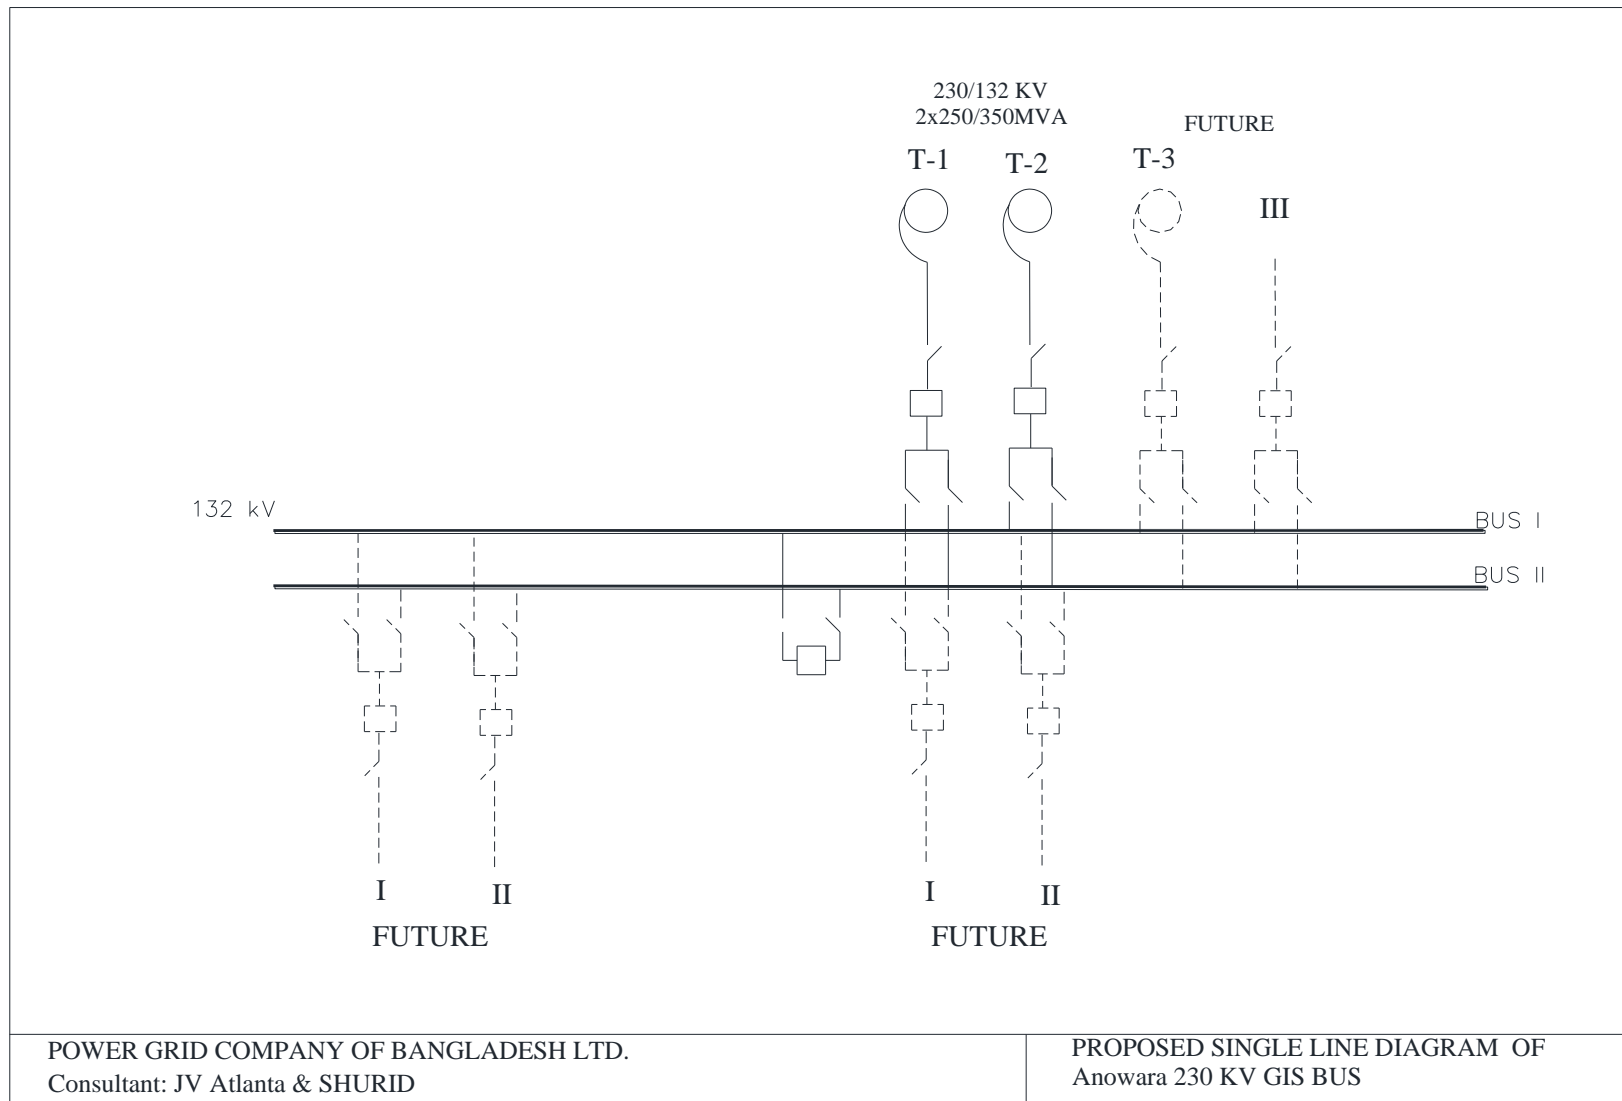 230/132 KV
2x250/350MVA
FUTURE
T-1
T-2
T-3
III
132 kV
BUS I
BUS II
I
II
FUTURE
I
II
FUTURE
POWER GRID COMPANY OF BANGLADESH LTD.
Consultant: JV Atlanta & SHURID
PROPOSED SINGLE LINE DIAGRAM OF
Anowara 230 KV GIS BUS